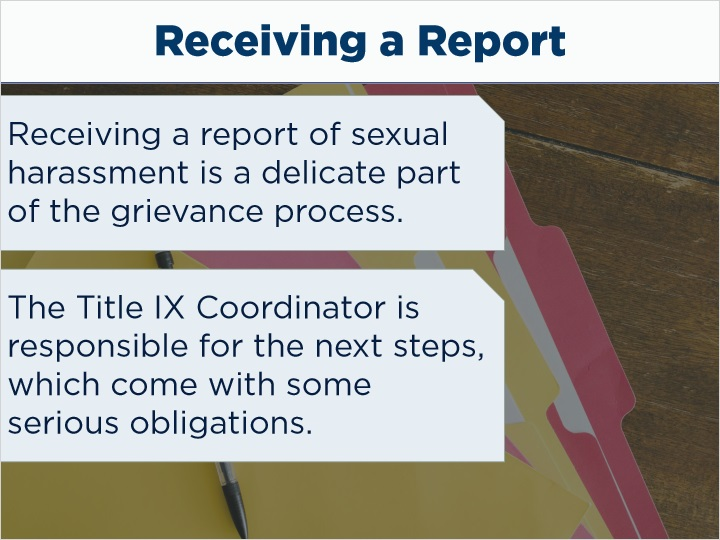 Receiving a Report
Receiving a report of sexual
harassment is a delicate part
of the grievance process.
The Title IX Coordinator is
responsible for the next steps,
which come with some
serious obligations.